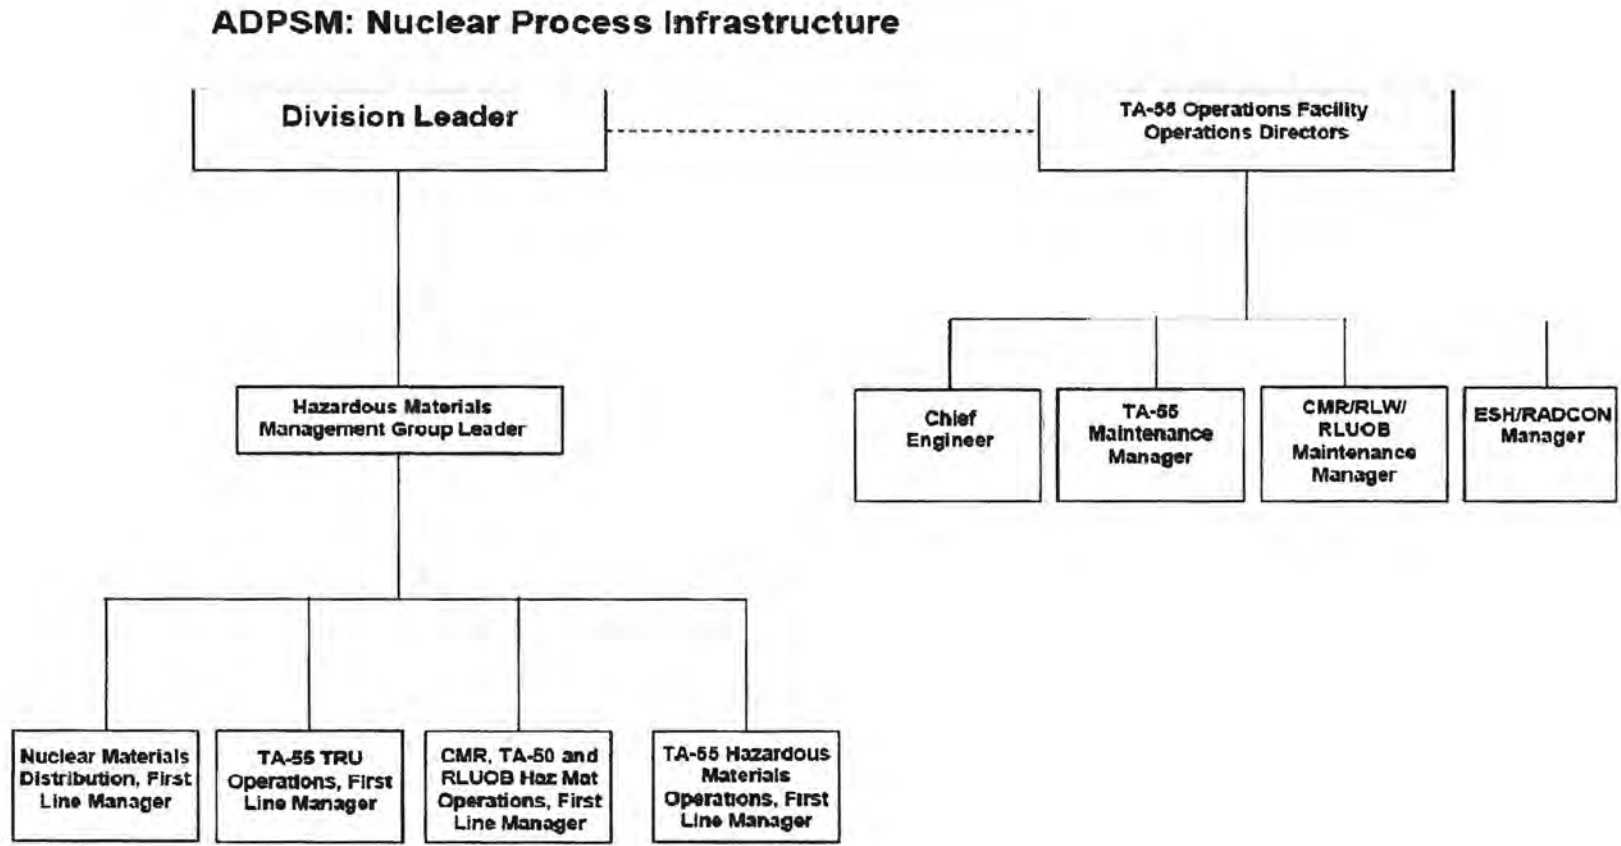 ADPSM: Nuclear Process Infrastructure
Division Leader
TA-55 Operations Facility
Operations Directors
Hazardous Materials
Management Group Leader
Chief
Engineer
TA-55
Maintenance
Manager
CMR/RLW/
RLUOB
Maintenance
Manager
ESH/RADCON
Manager
Nuclear Materials
Distribution, First
Line Manager
TA-55 TRU
Operations, First
Line Manager
CMR, TA-50 and
RLUOB Haz Mat
Operations, First
Line Manager
TA-55 Hazardous
Materials
Operations, First
Line Manager